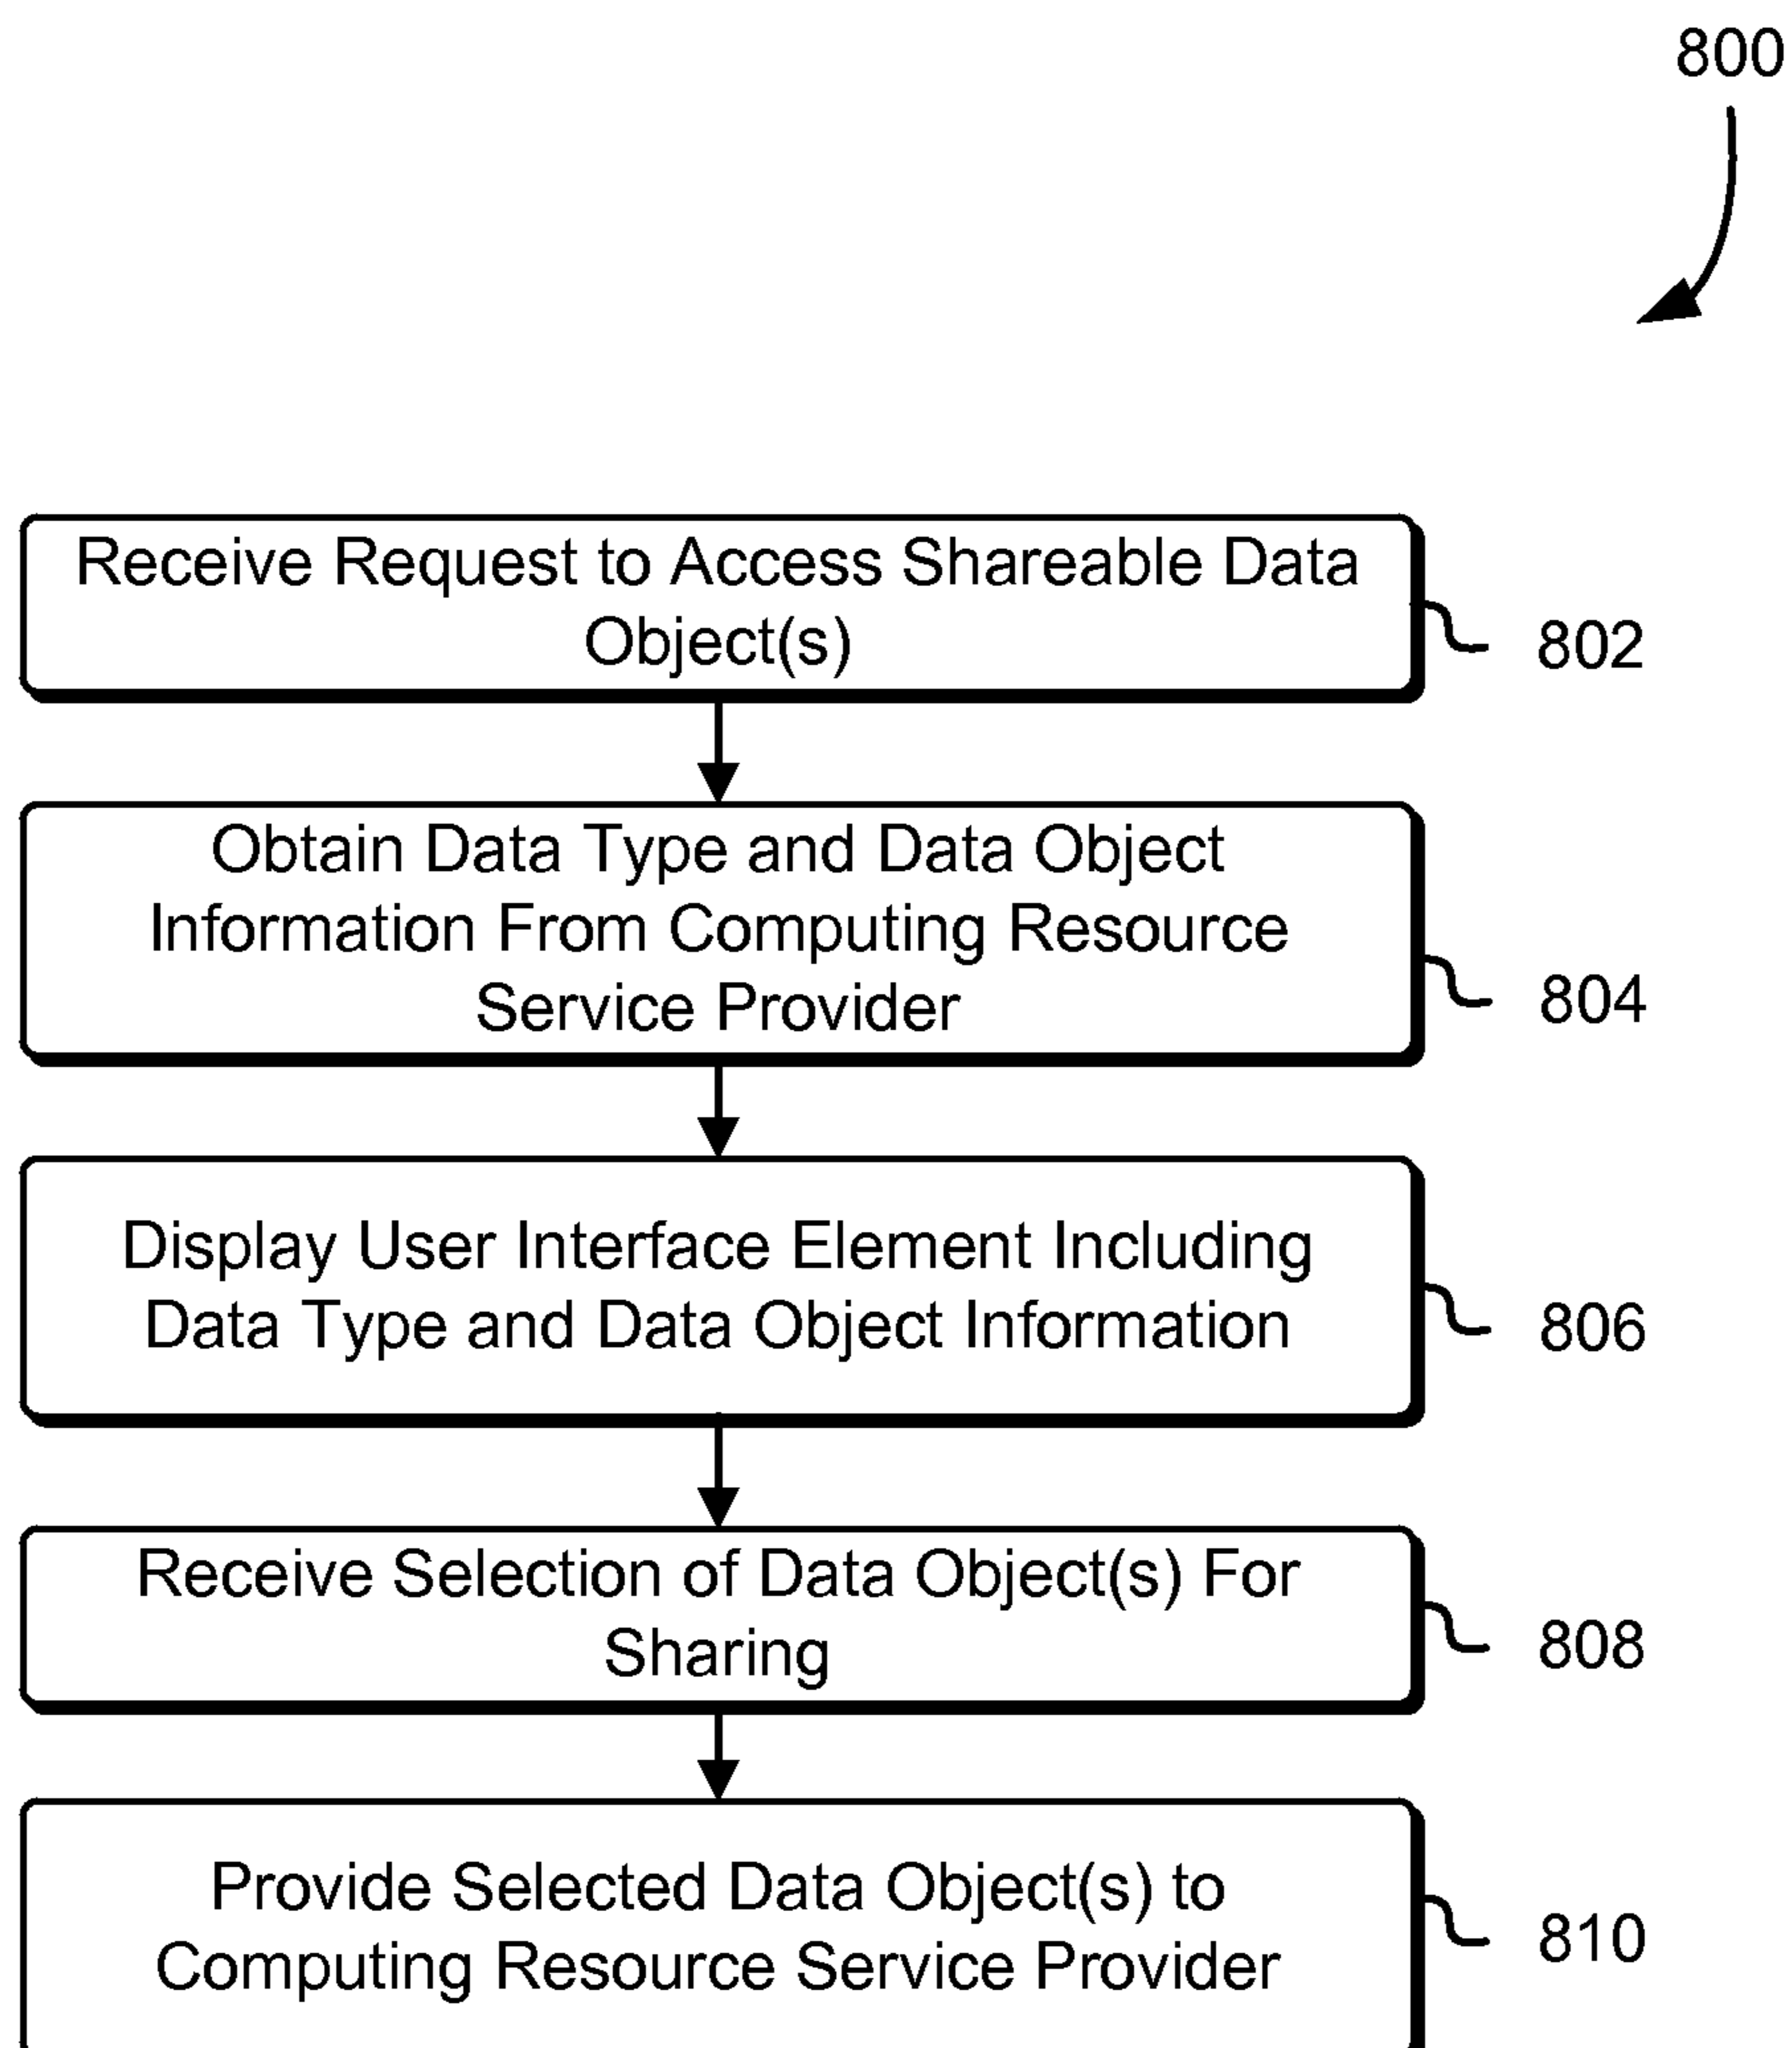 800
Receive Request to Access Shareable Data
Object(s)
802
Obtain Data Type and Data Object
Information From Computing Resource
Service Provider
804
Display User Interface Element Including
Data Type and Data Object Information
806
Receive Selection of Data Object(s) For
Sharing
808
Provide Selected Data Object(s) to
Computing Resource Service Provider
810